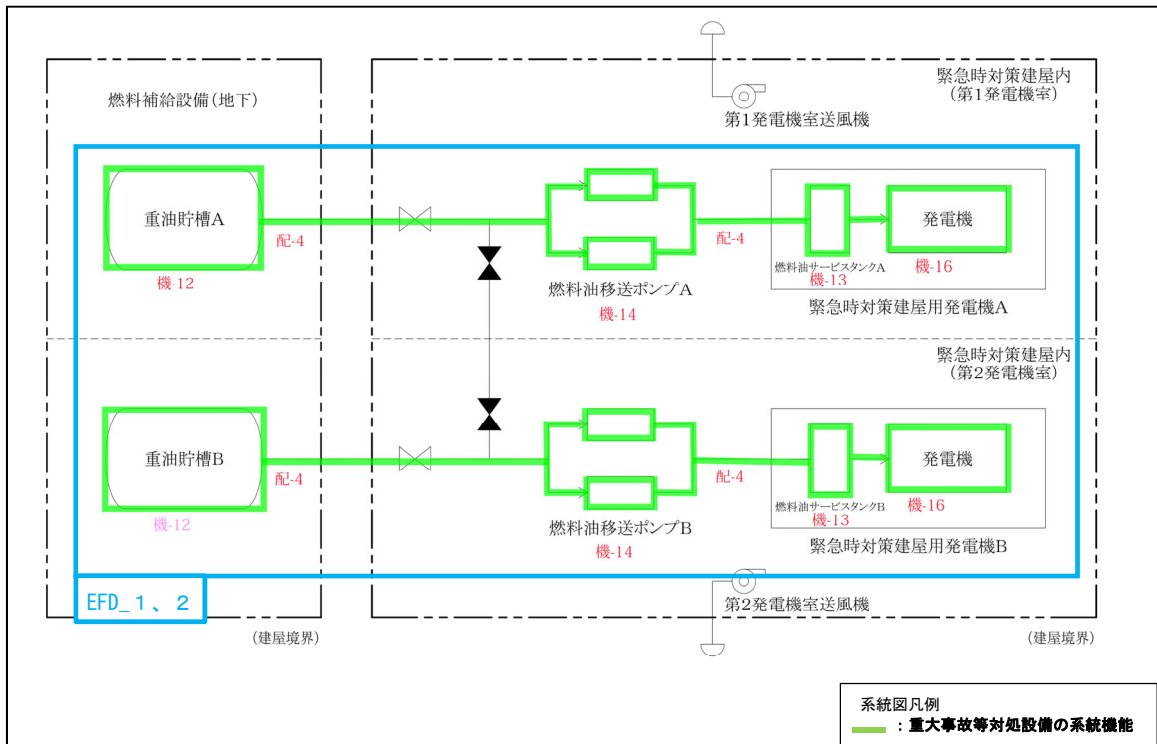 緊急時対策建屋内
(第1発電機室)
燃料補給設備(地下)
第1発電機室送風機
重油貯槽A
発電機
配-4
配-4
機-12
燃料油サービスタンクA
機-13
機-16
燃料油移送ポンプA
機-14
緊急時対策建屋用発電機A
緊急時対策建屋内
(第2発電機室)
重油貯槽B
発電機
配-4
配-4
機-12
燃料油サービスタンクB
機-13
機-16
燃料油移送ポンプB
機-14
緊急時対策建屋用発電機B
EFD_1、2
第2発電機室送風機
(建屋境界)
(建屋境界)
系統図凡例
:重大事故等対処設備の系統機能